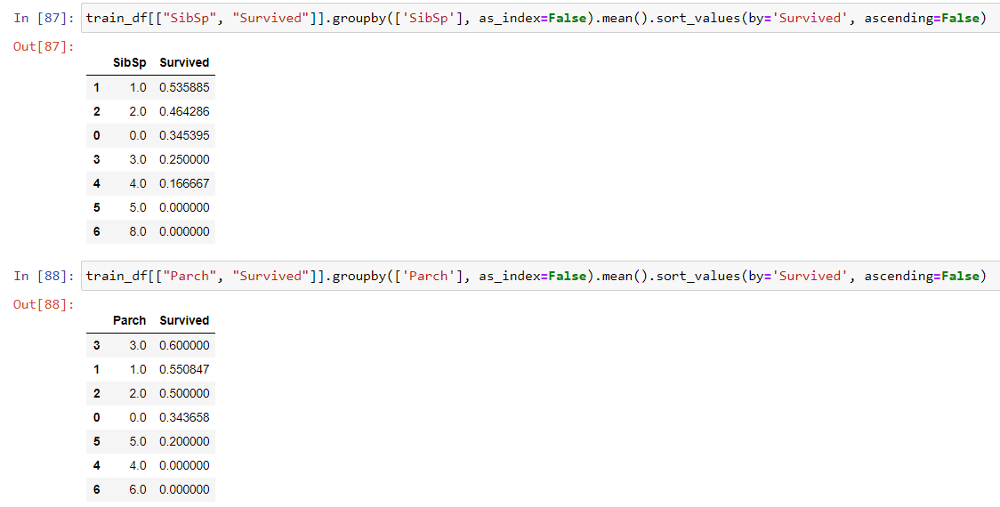 In [87]: train_df[["SibSp", "Survived"]].groupby(['SibSp'], as_index=False).mean().sort_values(by='Survived', ascending=False)
Out[87]:
SibSp Survived
1 1.0 0.535885
2 2.0 0.464286
0 0.0 0.345395
3 3.0 0.250000
4 4.0 0.166667
5 5.0 0.000000
6 8.0 0.000000
In [88]: train_df[["Parch", "Survived"]].groupby(['Parch'], as_index=False).mean().sort_values(by='Survived', ascending=False)
Out[88]:
Parch Survived
3 3.0 0.600000
1 1.0 0.550847
2 2.0 0.500000
0 0.0 0.343658
5 5.0 0.200000
4 4.0 0.000000
6 6.0 0.000000